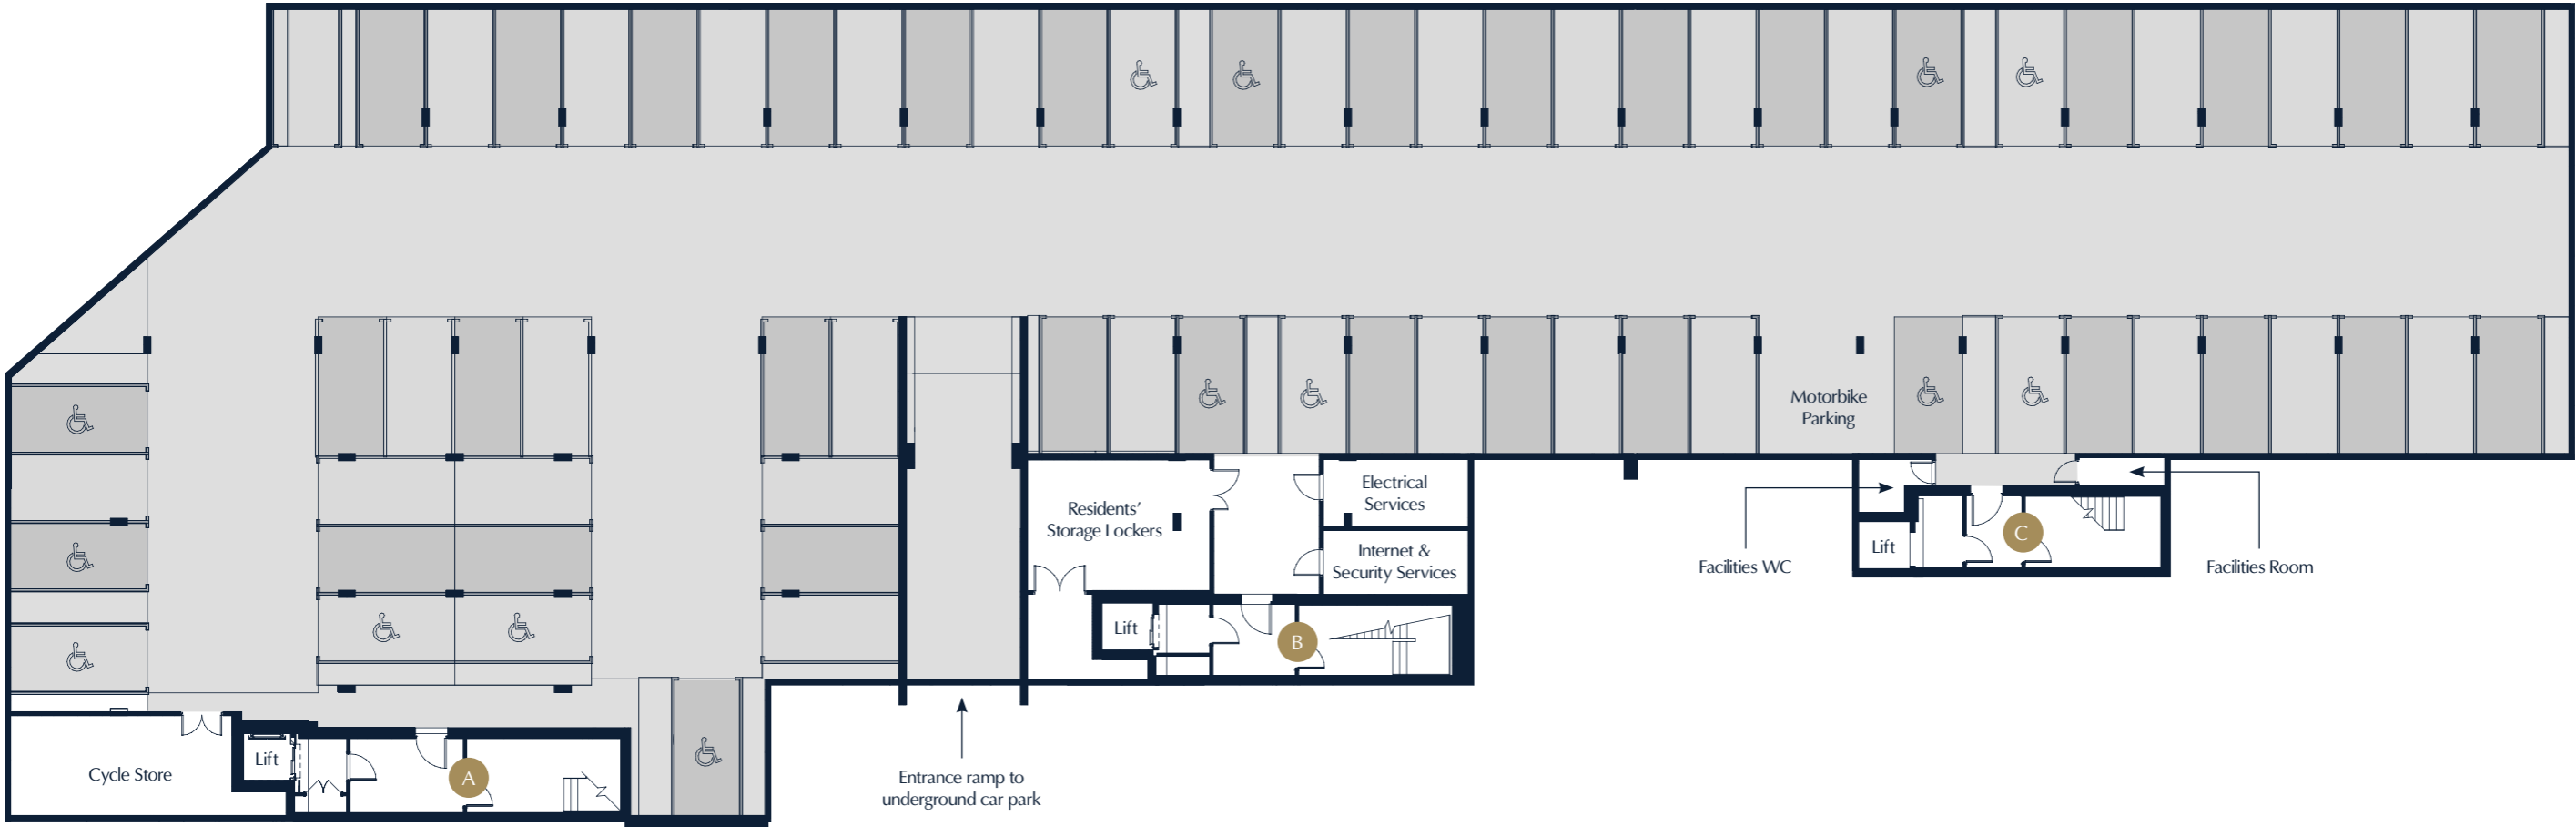 Motorbike
Parking
Residents'
Storage Lockers
Electrical
Services
Internet &
Security Services
Lift
B
Facilities WC
Lift
C
Facilities Room
Cycle Store
Lift
A
Entrance ramp to
underground car park